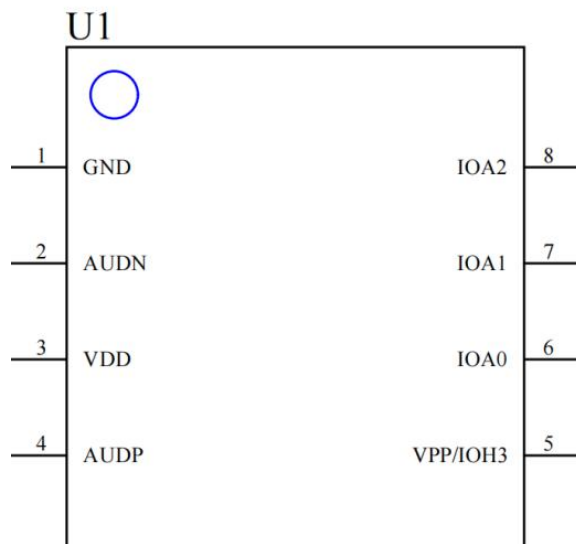 U1
1 GND IOA2 8
2 AUDN IOA1 7
3 VDD IOA0 6
4 AUDP VPP/IOH3 5